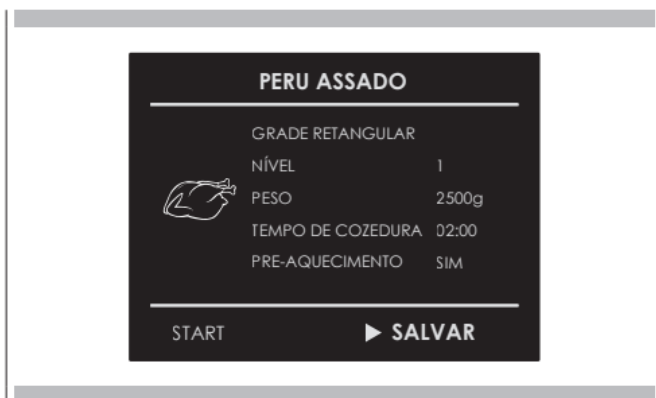 PERU ASSADO
GRADE RETANGULAR
NÍVEL 1
PESO 2500g
TEMPO DE COZEDURA 02:00
PRE-AQUECIMENTO SIM
START ▶ SALVAR